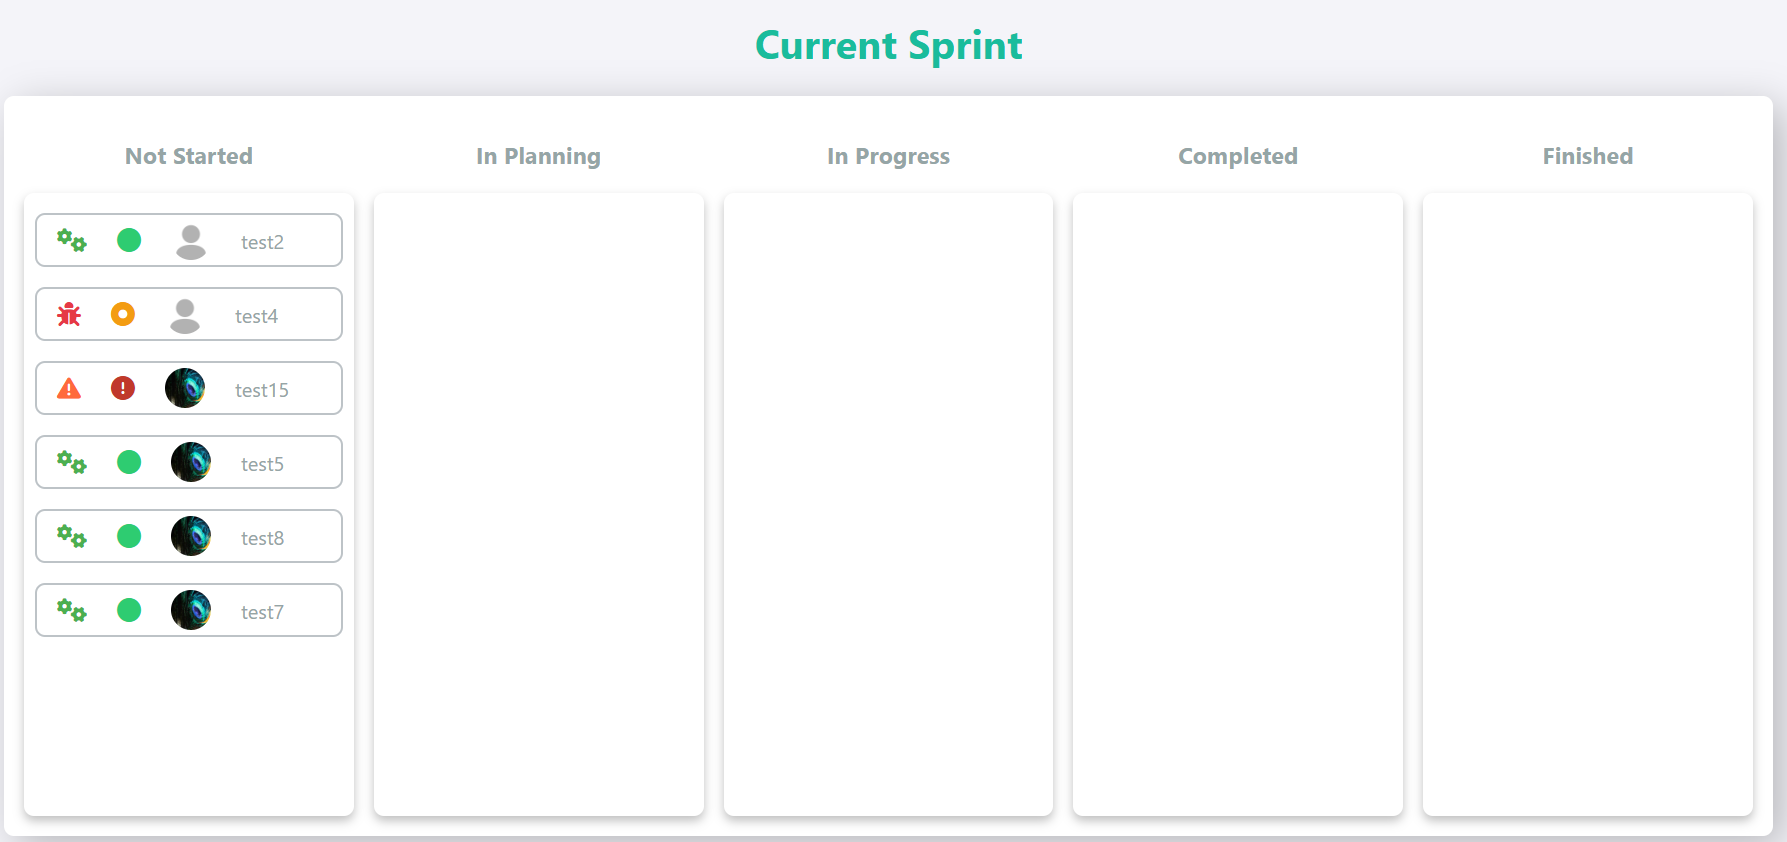 Current Sprint
Not Started
In Planning
In Progress
Completed
Finished
test2
test4
test15
test5
test8
test7